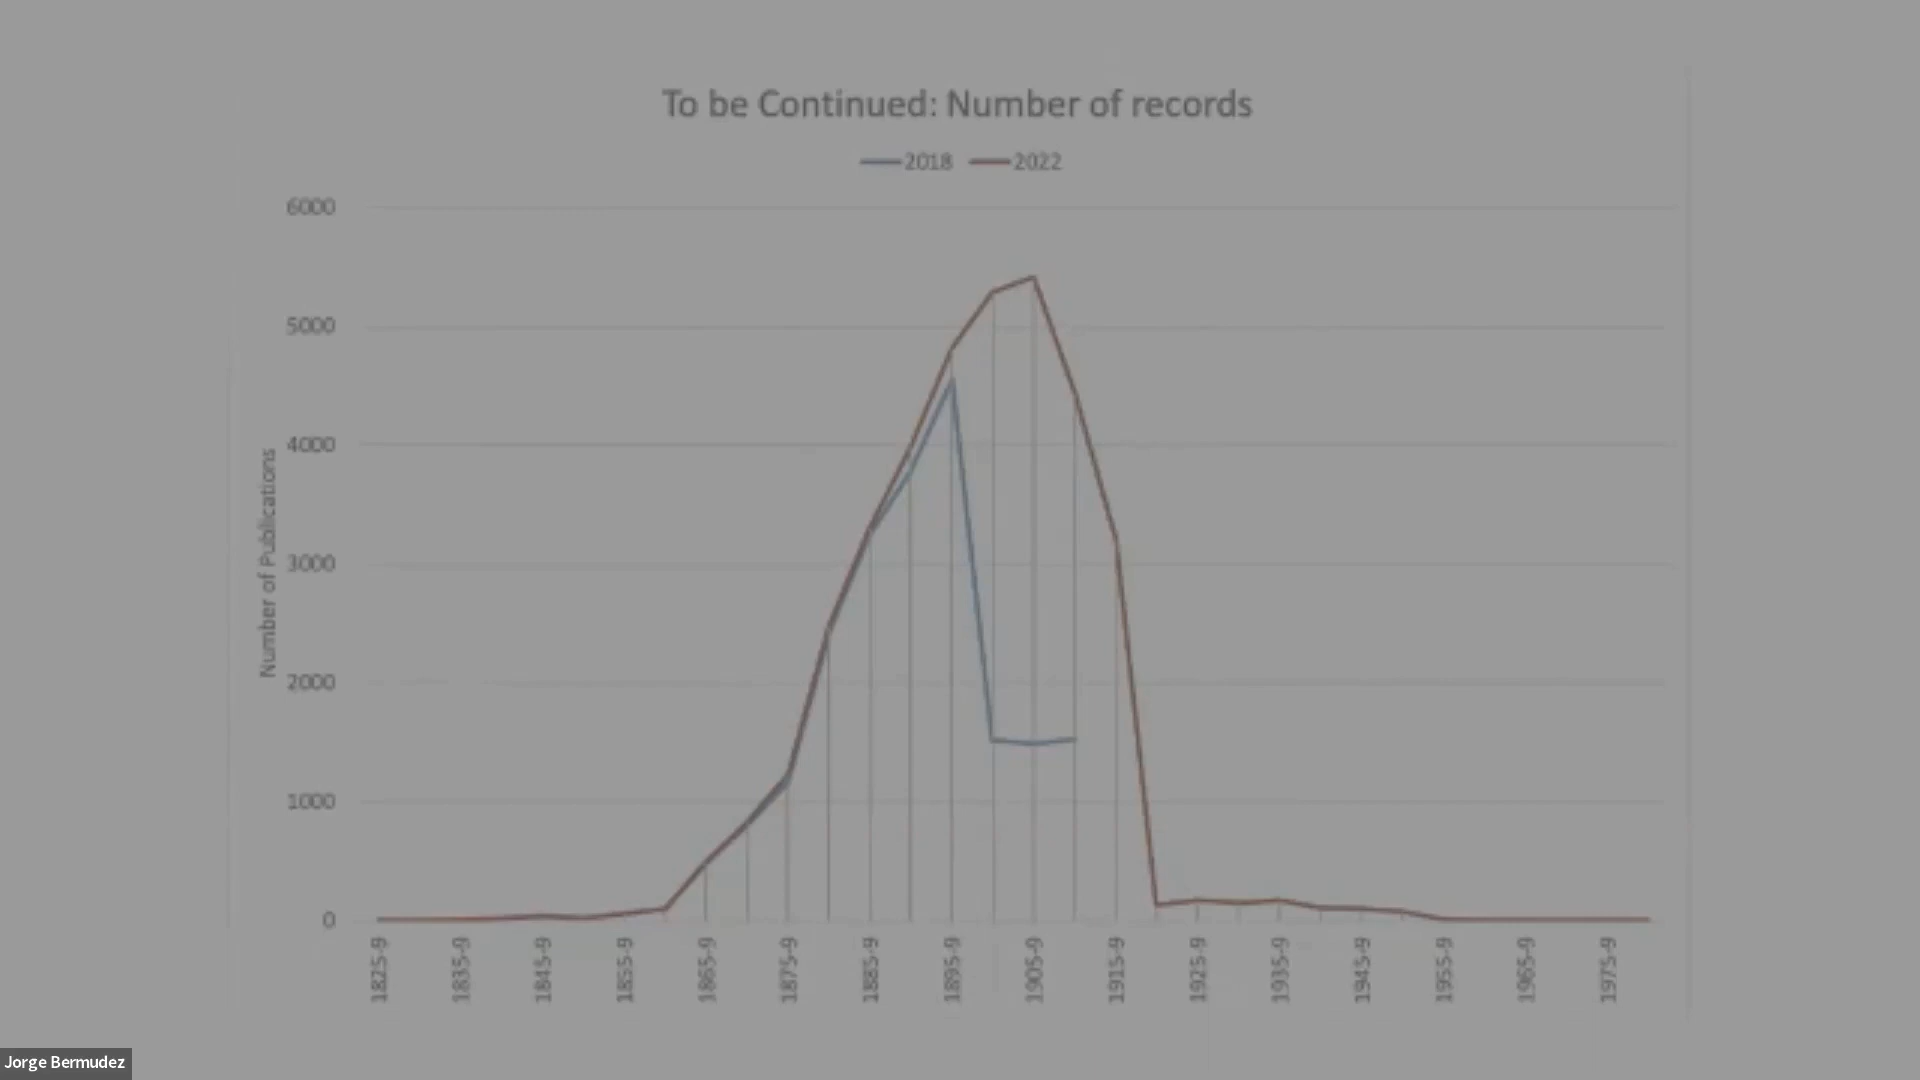 To be Continued: Number of records
2018 2022
6000
5000
4000
3000
2000
1000
0
Number of Publications
1825-9 1835-9 1845-9 1855-9 1865-9 1875-9 1885-9 1895-9 1905-9 1915-9 1925-9 1935-9 1945-9 1955-9 1965-9 1975-9
Jorge Bermudez